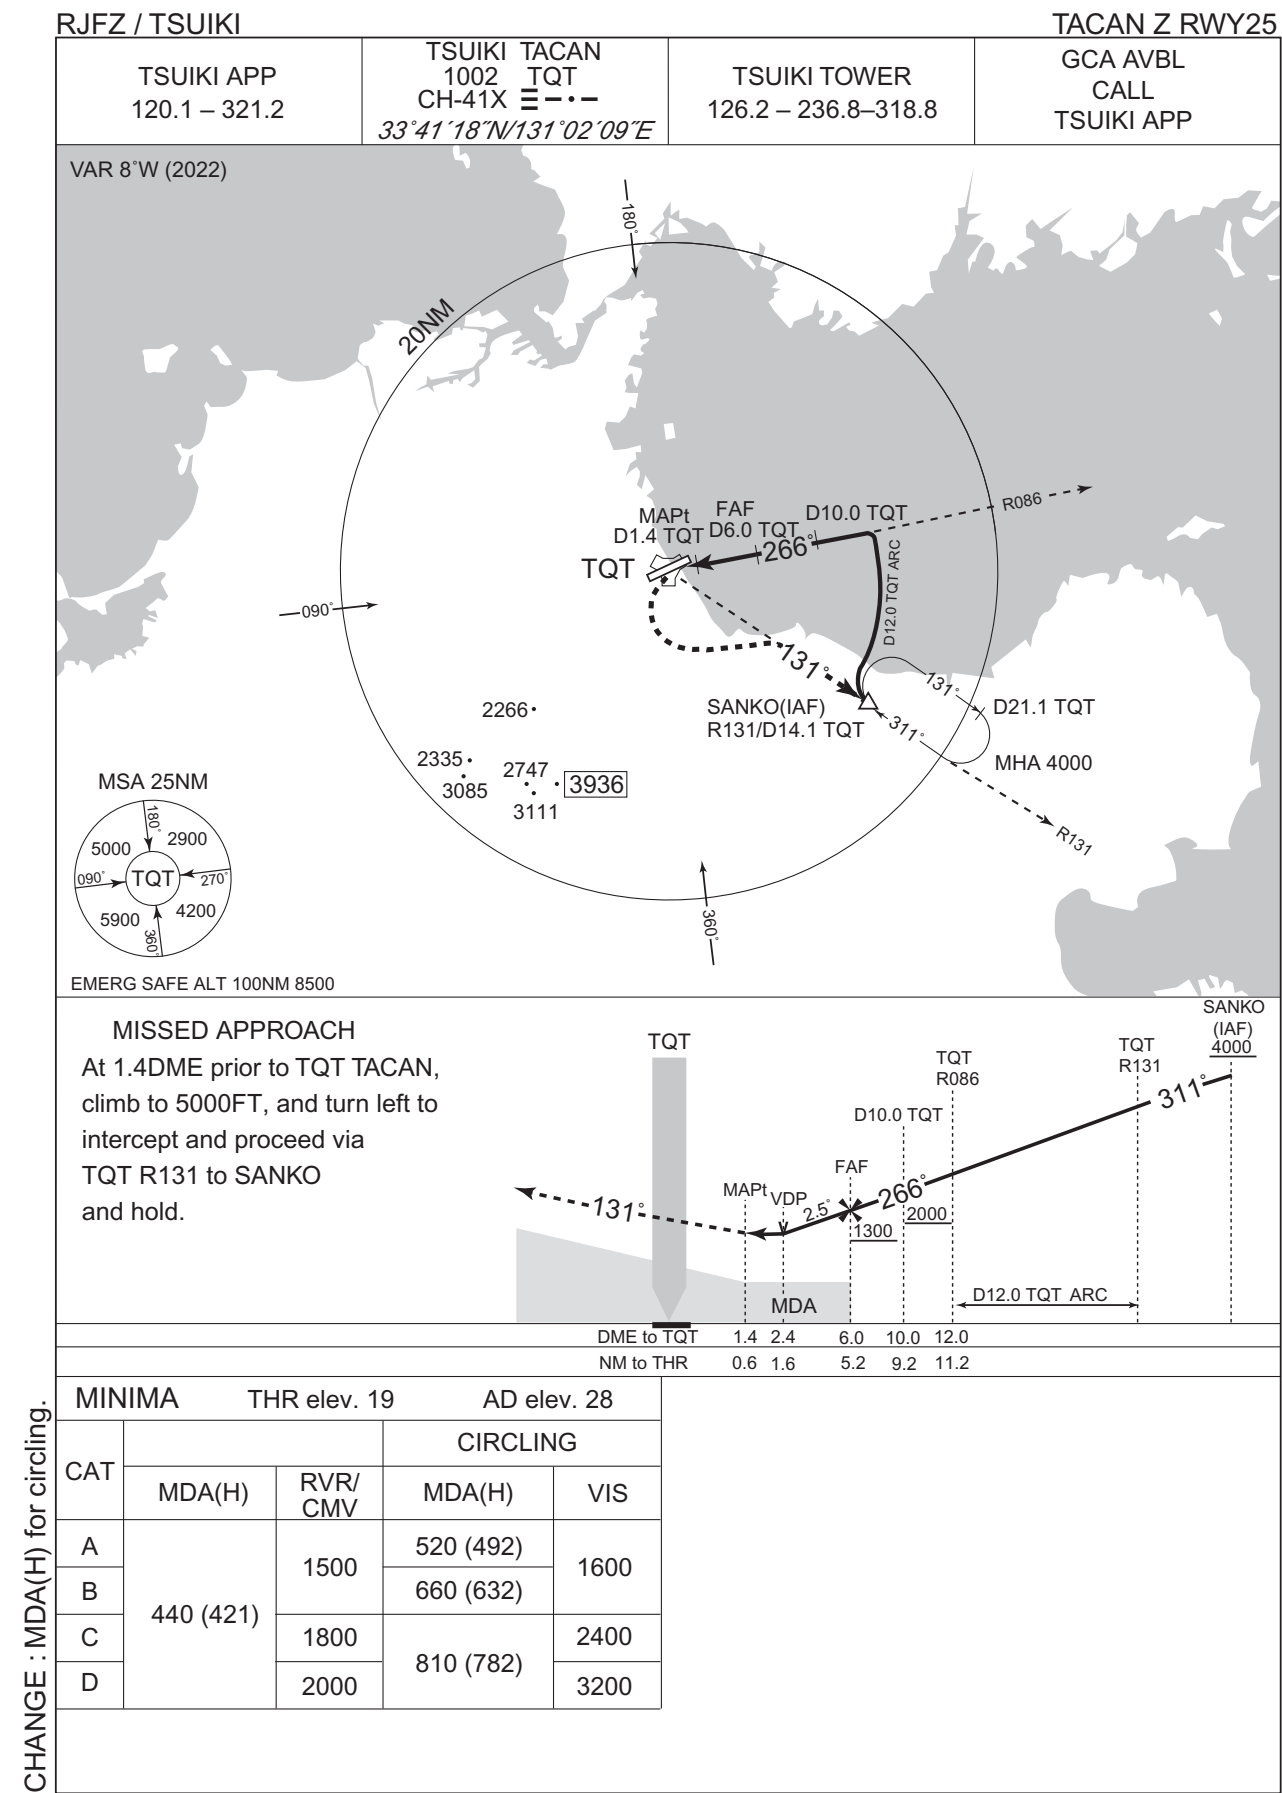 RJFZ / TSUIKI
TACAN Z RWY25
TSUIKI APP
120.1 – 321.2
TSUIKI TACAN
1002 TQT
CH-41X
33˚41´18˝N/131˚02´09˝E
TSUIKI TOWER
126.2 – 236.8–318.8
GCA AVBL
CALL
TSUIKI APP
VAR 8˚W (2022)
180˚
20NM
R086
MAPt
D1.4 TQT
FAF
D6.0 TQT
D10.0 TQT
266˚
TQT
D12.0 TQT ARC
090˚
131˚
131˚
311˚
SANKO(IAF)
R131/D14.1 TQT
D21.1 TQT
MHA 4000
R131
2266
2335
3085
2747
3111
3936
360˚
MSA 25NM
180˚
5000
2900
090˚
TQT
270˚
5900
4200
360˚
EMERG SAFE ALT 100NM 8500
MISSED APPROACH
At 1.4DME prior to TQT TACAN,
climb to 5000FT, and turn left to
intercept and proceed via
TQT R131 to SANKO
and hold.
TQT
SANKO
(IAF)
4000
TQT
R131
TQT
R086
311˚
D10.0 TQT
FAF
266˚
MAPt
VDP
2.5˚
131˚
2000
1300
MDA
D12.0 TQT ARC
DME to TQT 1.4 2.4 6.0 10.0 12.0
NM to THR 0.6 1.6 5.2 9.2 11.2
MINIMA THR elev. 19 AD elev. 28
CAT
CIRCLING
MDA(H)
RVR/
CMV
MDA(H)
VIS
A
B
C
D
440 (421)
1500
1800
2000
520 (492)
660 (632)
810 (782)
1600
2400
3200
CHANGE : MDA(H) for circling.